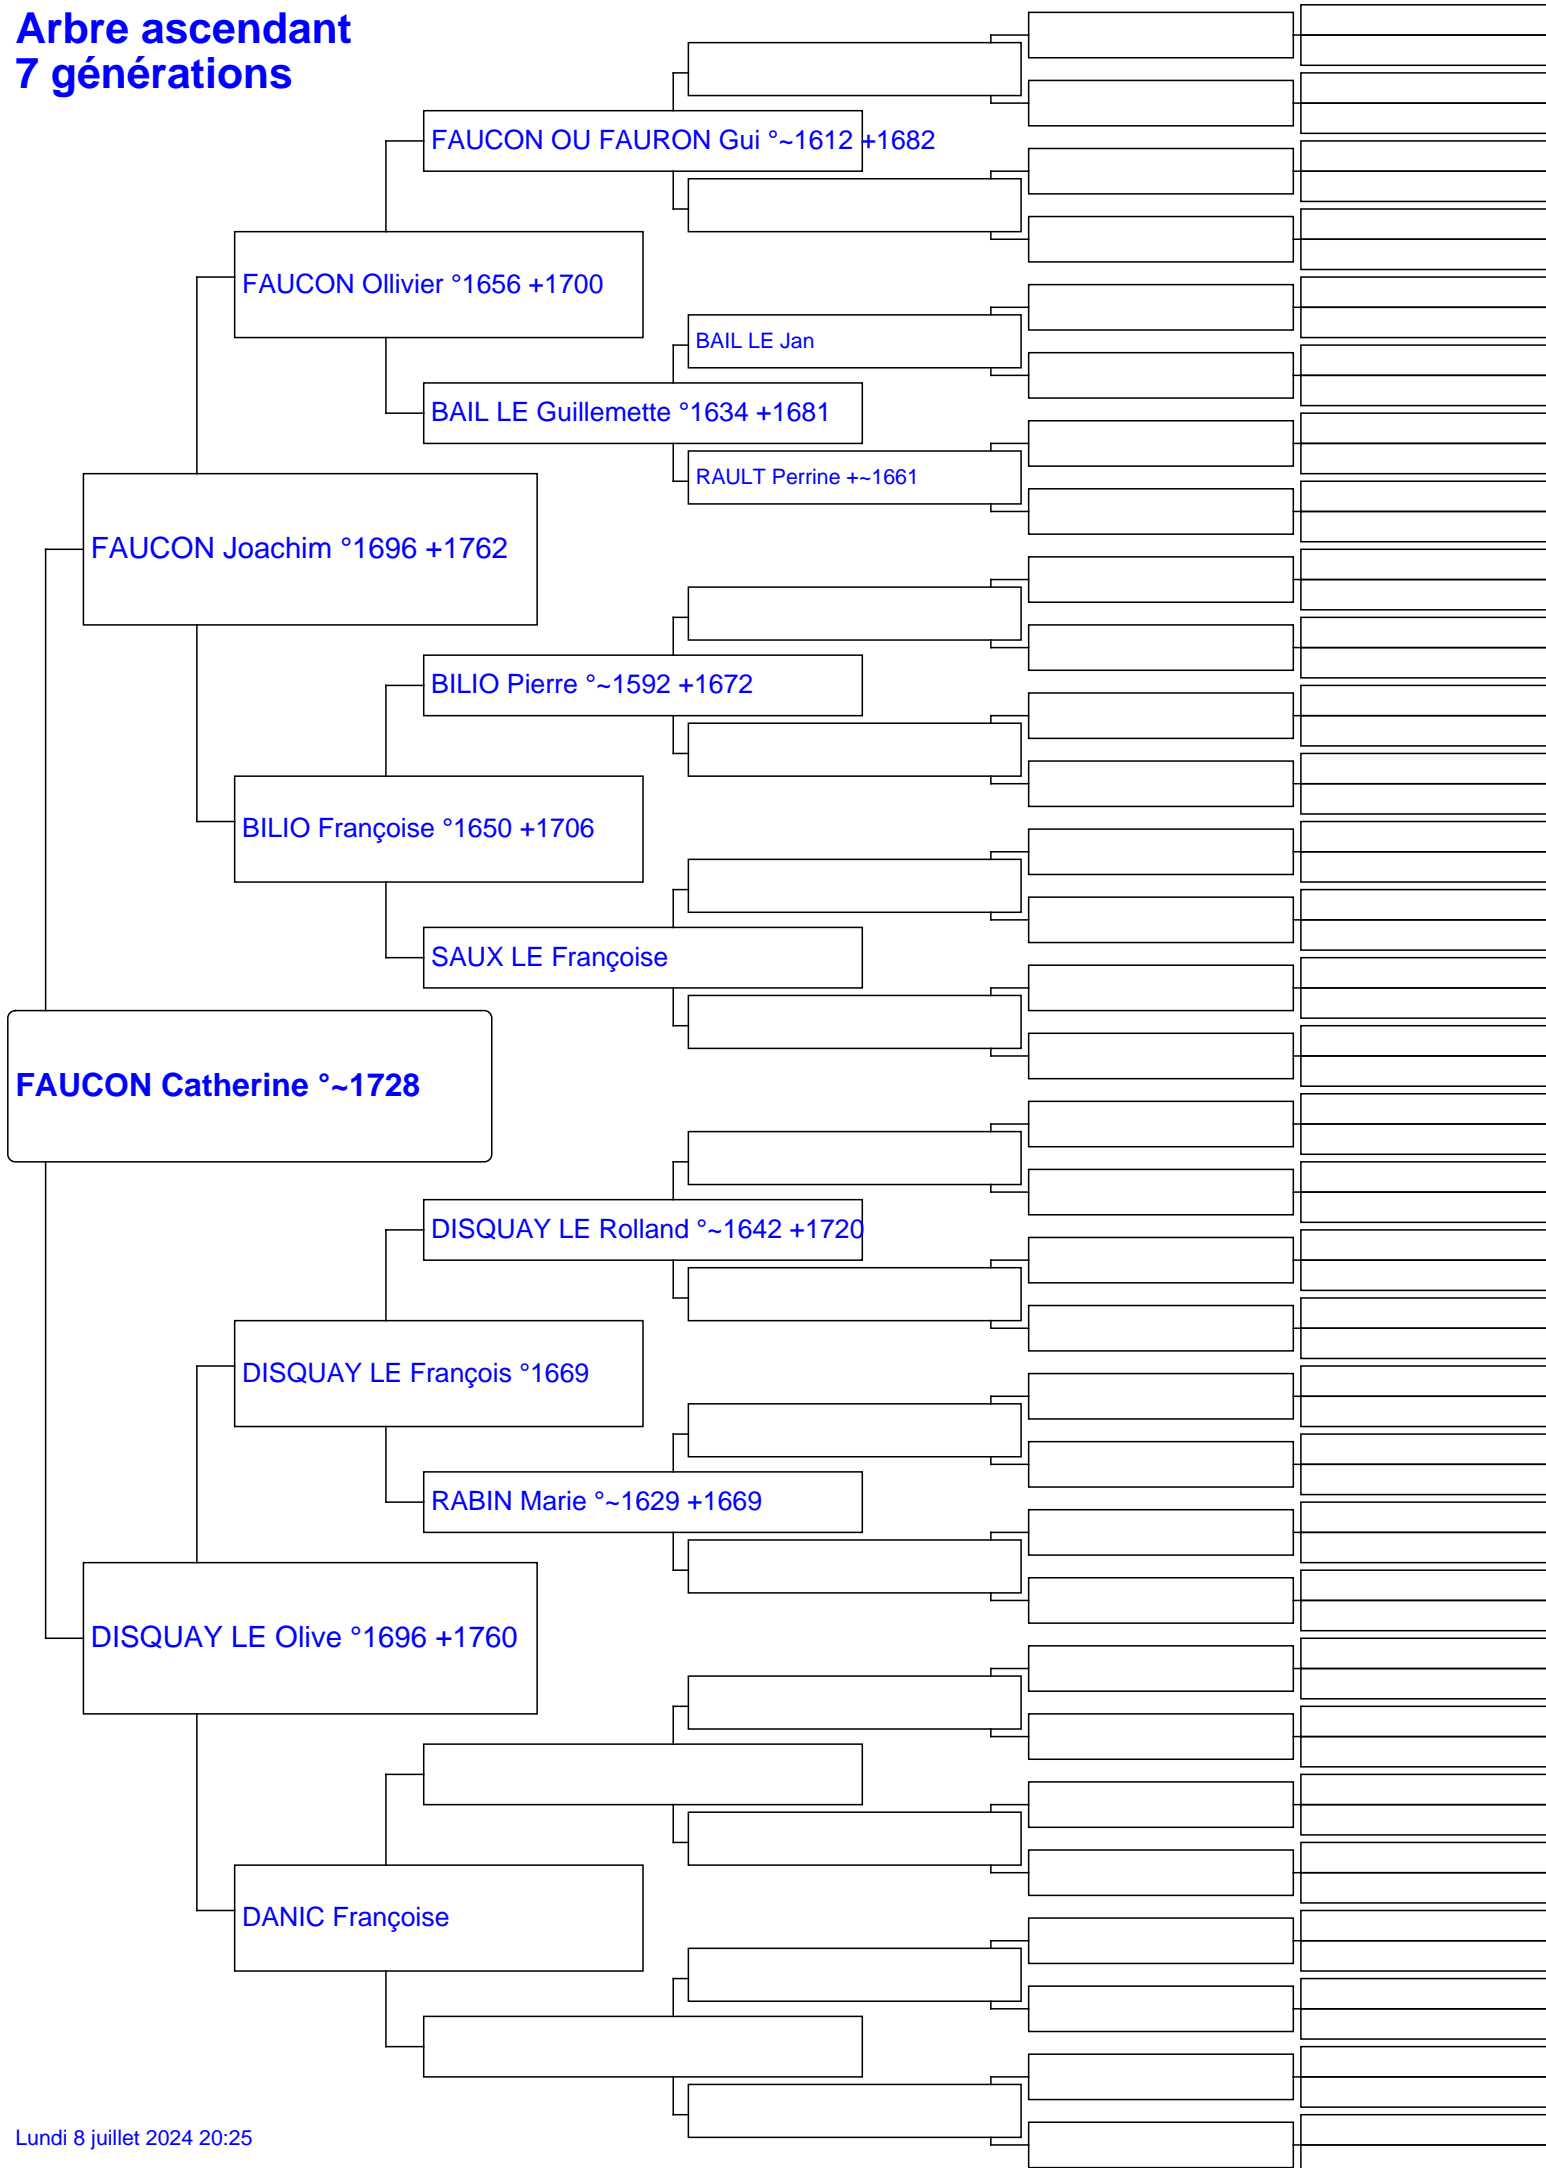 Arbre ascendant
7 générations
FAUCON OU FAURON Gui °~1612 +1682
FAUCON Ollivier °1656 +1700
BAIL LE Jan
BAIL LE Guillemette °1634 +1681
RAULT Perrine +~1661
FAUCON Joachim °1696 +1762
BILIO Pierre °~1592 +1672
BILIO Françoise °1650 +1706
SAUX LE Françoise
FAUCON Catherine °~1728
DISQUAY LE Rolland °~1642 +1720
DISQUAY LE François °1669
RABIN Marie °~1629 +1669
DISQUAY LE Olive °1696 +1760
DANIC Françoise
Lundi 8 juillet 2024 20:25